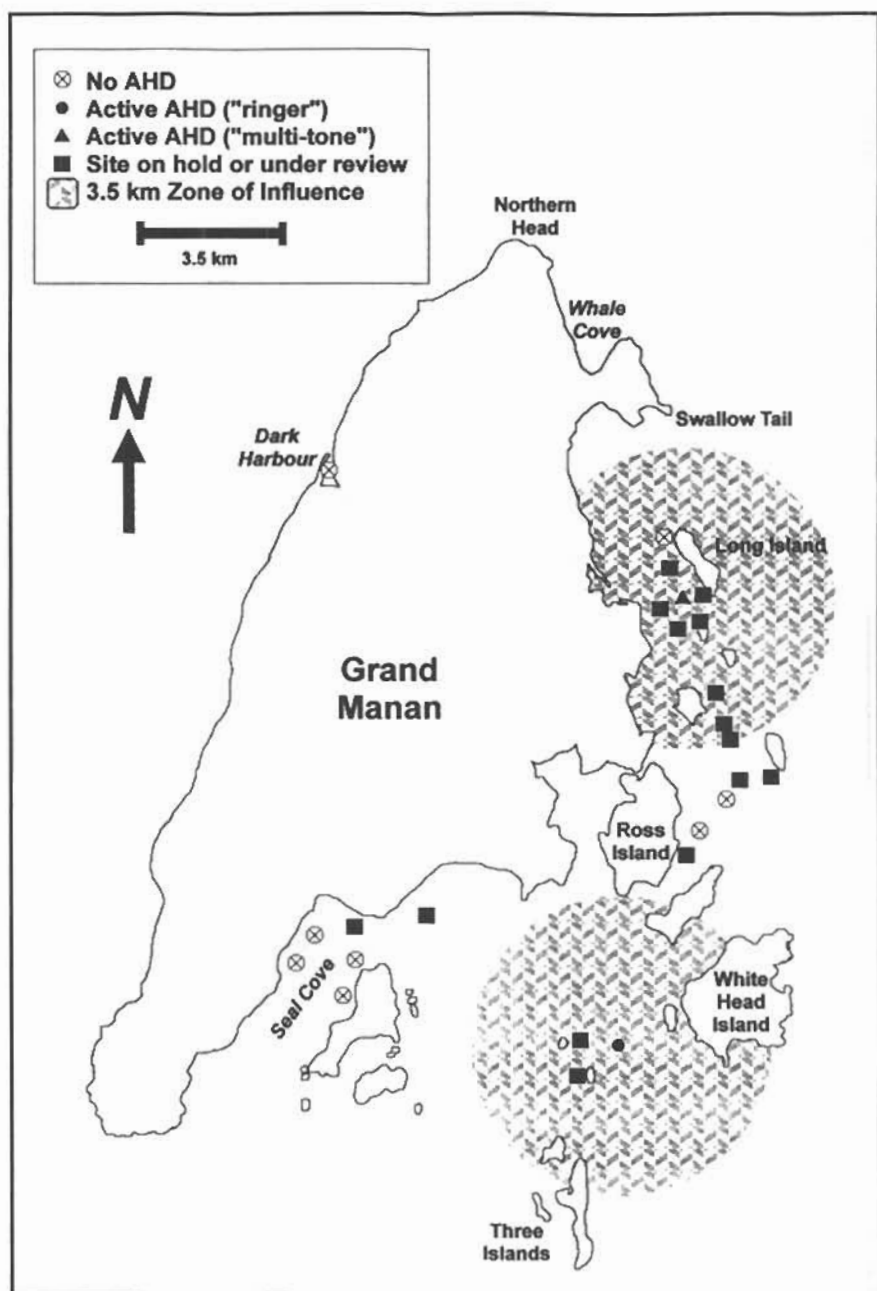 No AHD
Active AHD ("ringer")
Active AHD ("multi-tone")
Site on hold or under review
3.5 km Zone of Influence
3.5 km
Northern
Head
Whale
Cove
N
Swallow Tail
Dark
Harbour
Long Island
Grand
Manan
Ross
Island
Seal Cove
White
Head
Island
Three
Islands